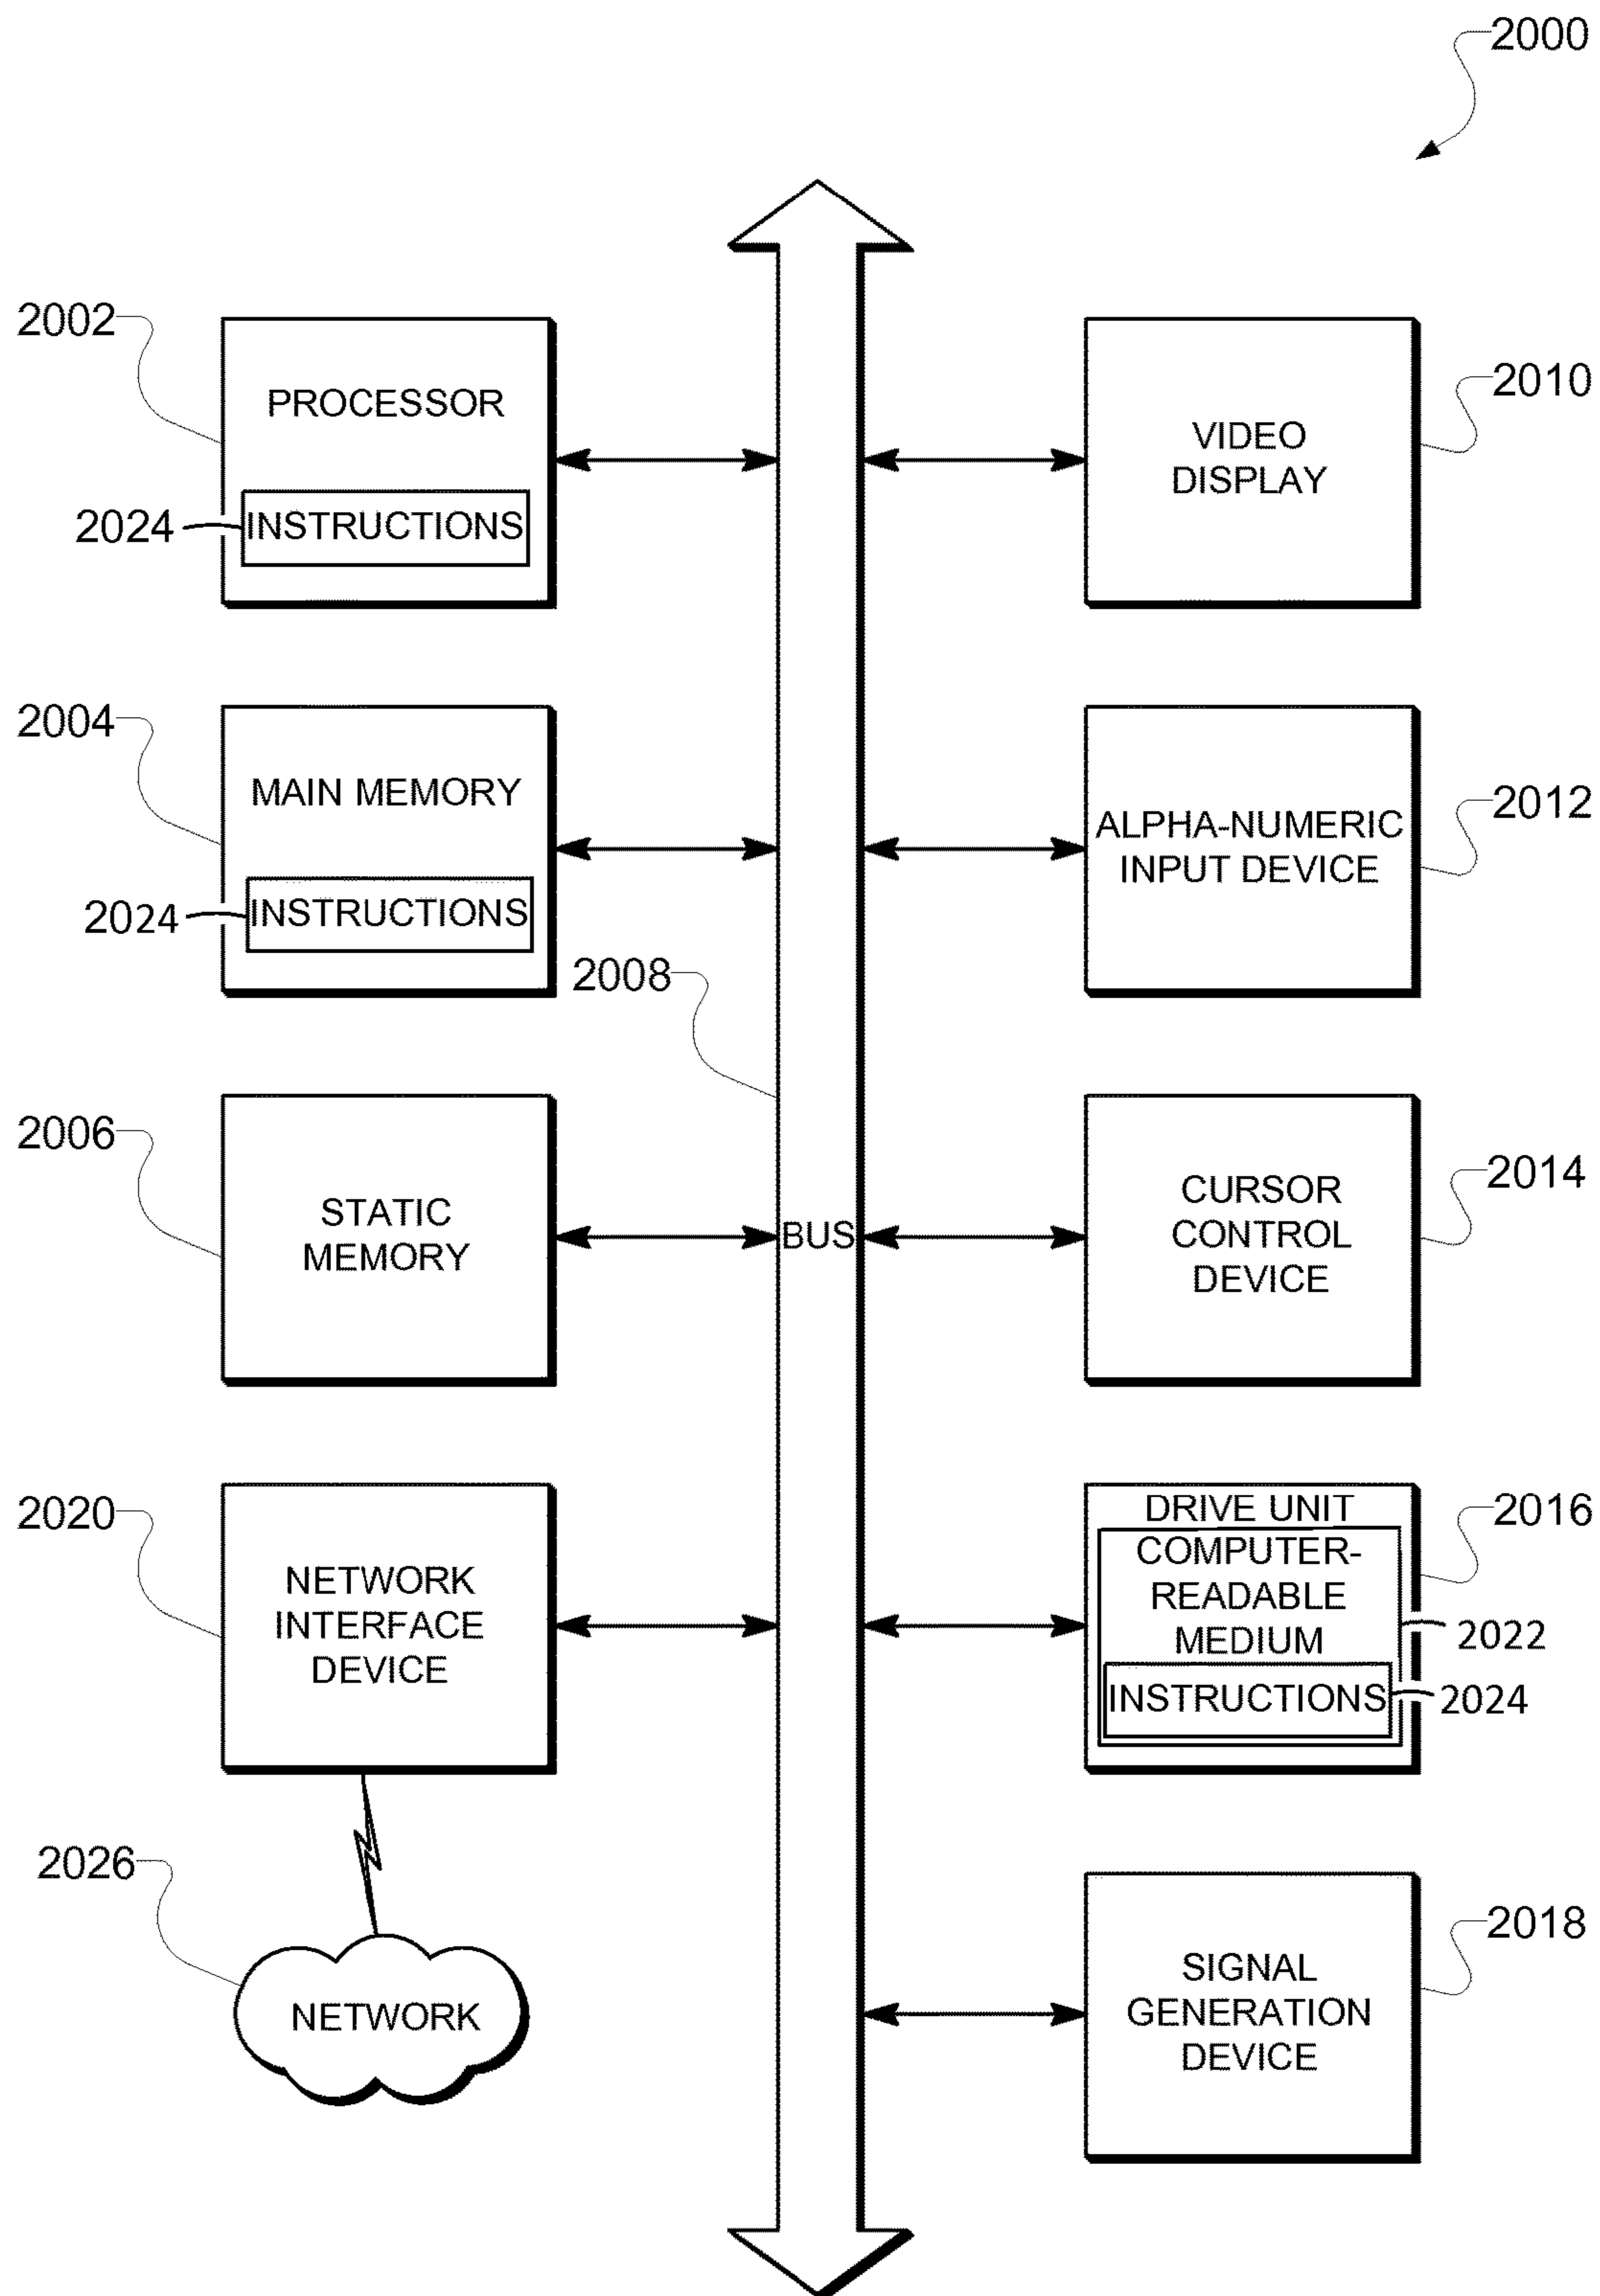 2000
2002
PROCESSOR
2024
INSTRUCTIONS
2010
VIDEO
DISPLAY
2004
MAIN MEMORY
2024
INSTRUCTIONS
2012
ALPHA-NUMERIC
INPUT DEVICE
2008
2006
STATIC
MEMORY
BUS
2014
CURSOR
CONTROL
DEVICE
2020
NETWORK
INTERFACE
DEVICE
2016
DRIVE UNIT
COMPUTER-
READABLE
MEDIUM
2022
INSTRUCTIONS
2024
2026
NETWORK
2018
SIGNAL
GENERATION
DEVICE